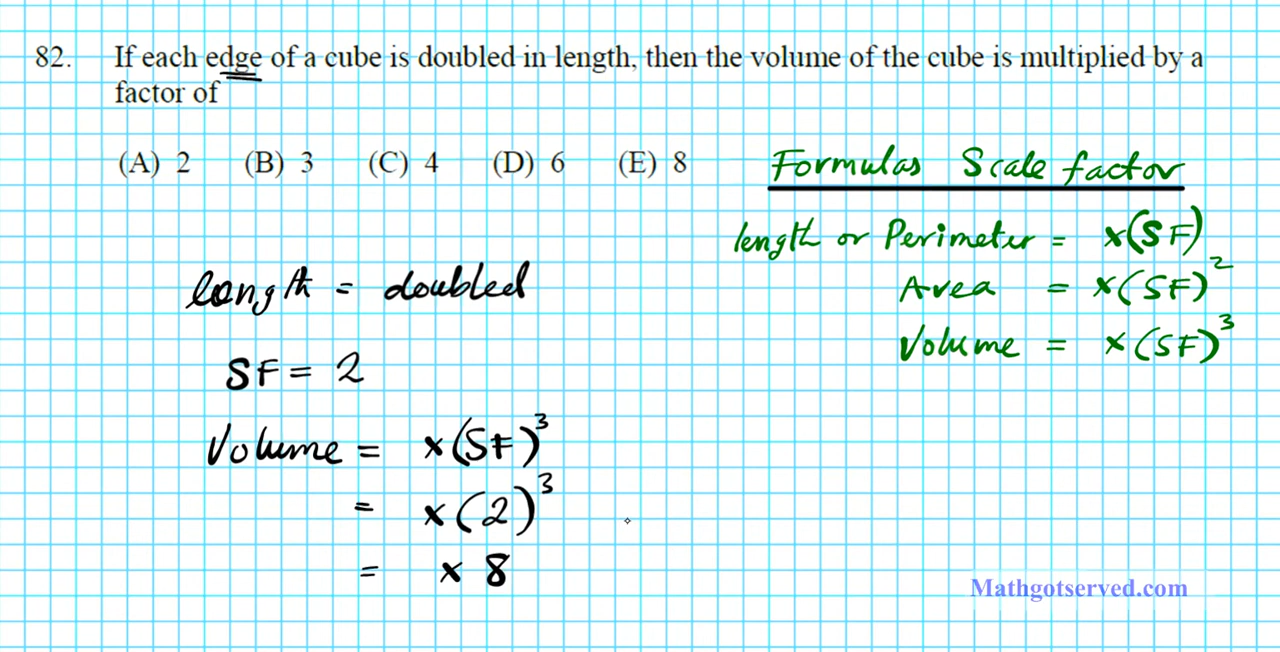 82. If each edge of a cube is doubled in length, then the volume of the cube is multiplied by a
factor of
(A) 2 (B) 3 (C) 4 (D) 6 (E) 8
Formulas Scale factor
length or Perimeter = x(SF)
Area = x(SF)²
Volume = x(SF)³
length = doubled
SF = 2
Volume = x(SF)³
= x(2)³
= x 8
Mathgotserved.com